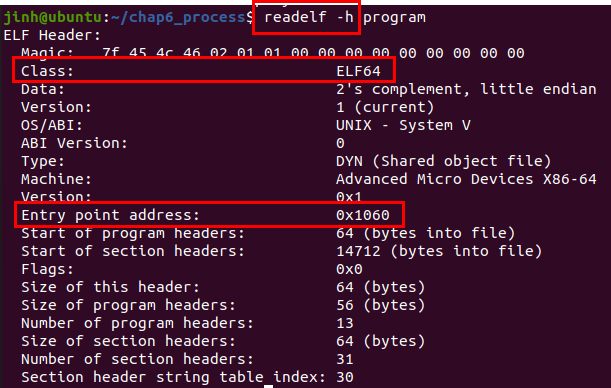 jinh@ubuntu:~/chap6_process$ readelf -h program
ELF Header:
  Magic:   7f 45 4c 46 02 01 01 00 00 00 00 00 00 00 00 00
  Class:                             ELF64
  Data:                              2's complement, little endian
  Version:                           1 (current)
  OS/ABI:                            UNIX - System V
  ABI Version:                       0
  Type:                              DYN (Shared object file)
  Machine:                           Advanced Micro Devices X86-64
  Version:                           0x1
  Entry point address:               0x1060
  Start of program headers:          64 (bytes into file)
  Start of section headers:          14712 (bytes into file)
  Flags:                             0x0
  Size of this header:               64 (bytes)
  Size of program headers:           56 (bytes)
  Number of program headers:         13
  Size of section headers:           64 (bytes)
  Number of section headers:         31
  Section header string table index: 30